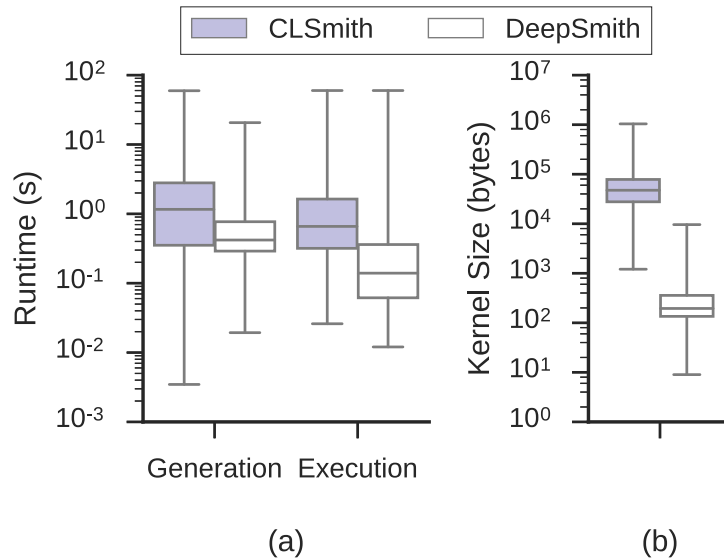 CLSmith DeepSmith
Runtime (s)
10^2
10^1
10^0
10^-1
10^-2
10^-3
Generation Execution
(a)
Kernel Size (bytes)
10^7
10^6
10^5
10^4
10^3
10^2
10^1
10^0
(b)